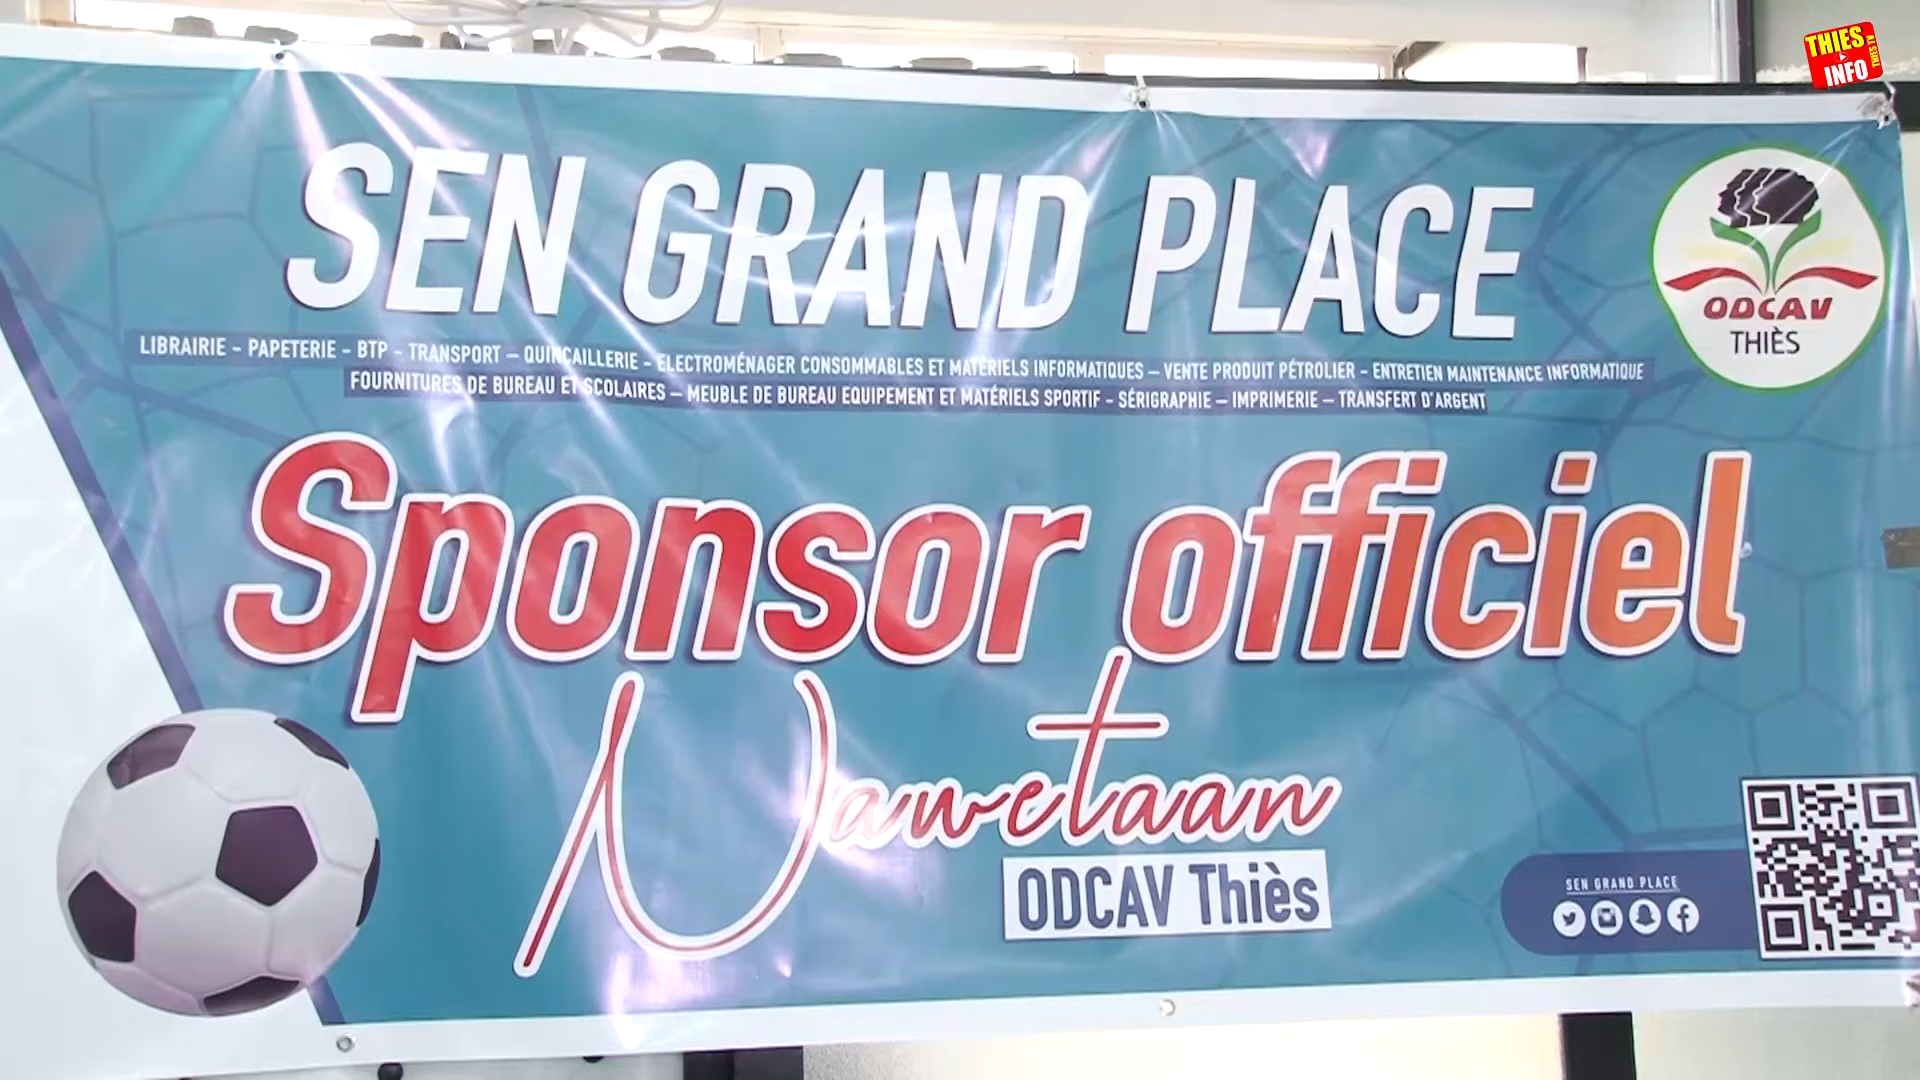 THIES
INFO
THIES TV
SEN GRAND PLACE
LIBRAIRIE - PAPETERIE - BTP - TRANSPORT – QUINCAILLERIE - ELECTROMÉNAGER CONSOMMABLES ET MATÉRIELS INFORMATIQUES – VENTE PRODUIT PÉTROLIER - ENTRETIEN MAINTENANCE INFORMATIQUE
FOURNITURES DE BUREAU ET SCOLAIRES – MEUBLE DE BUREAU EQUIPEMENT ET MATÉRIELS SPORTIF - SÉRIGRAPHIE – IMPRIMERIE – TRANSFERT D'ARGENT
ODCAV
THIÈS
Sponsor officiel
Nawetaan
ODCAV Thiès
SEN GRAND PLACE